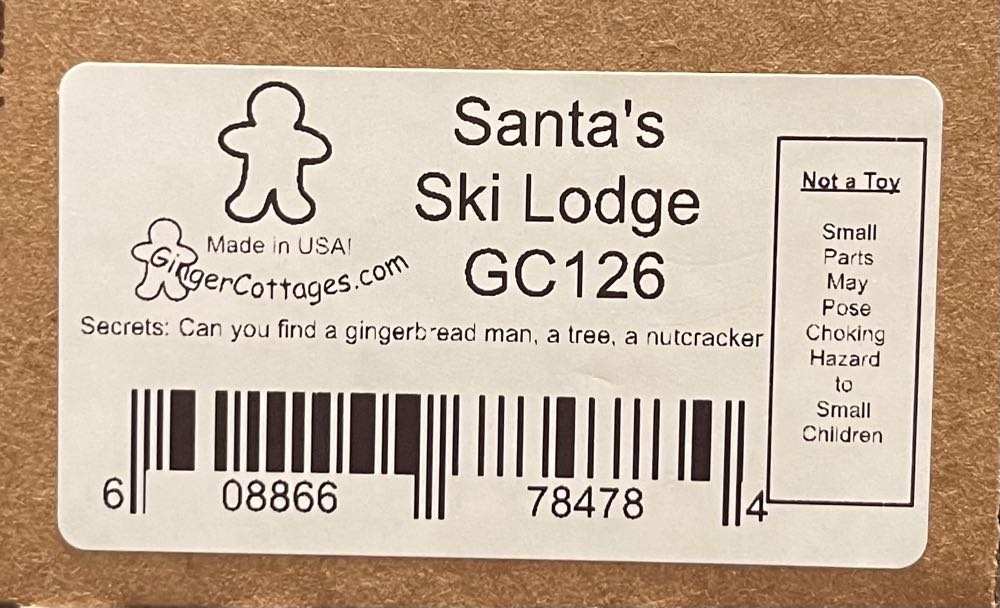 Santa's
Ski Lodge
GC126
Made in USA!
GingerCottages.com
Secrets: Can you find a gingerbread man, a tree, a nutcracker
Not a Toy
Small
Parts
May
Pose
Choking
Hazard
to
Small
Children
6 08866 78478 4